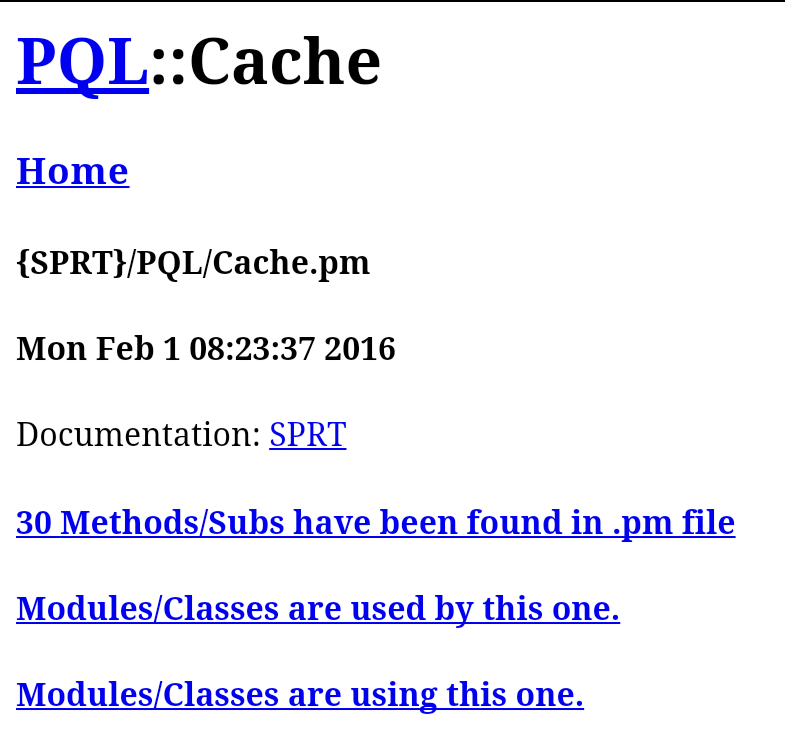 PQL::Cache
Home
{SPRT}/PQL/Cache.pm
Mon Feb 1 08:23:37 2016
Documentation: SPRT
30 Methods/Subs have been found in .pm file
Modules/Classes are used by this one.
Modules/Classes are using this one.